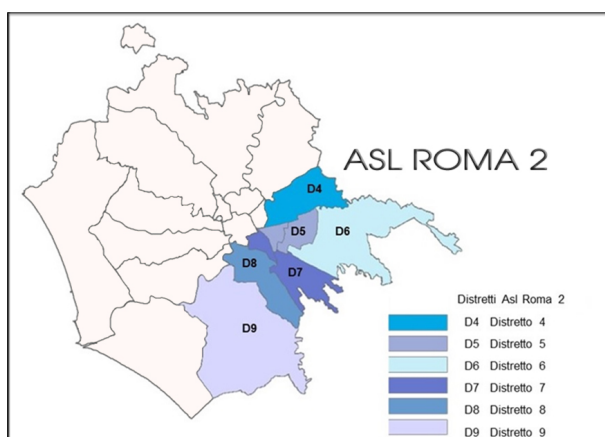 ASL ROMA 2
D4
D5
D6
D8
D7
D9
Distretti Asl Roma 2
D4 Distretto 4
D5 Distretto 5
D6 Distretto 6
D7 Distretto 7
D8 Distretto 8
D9 Distretto 9